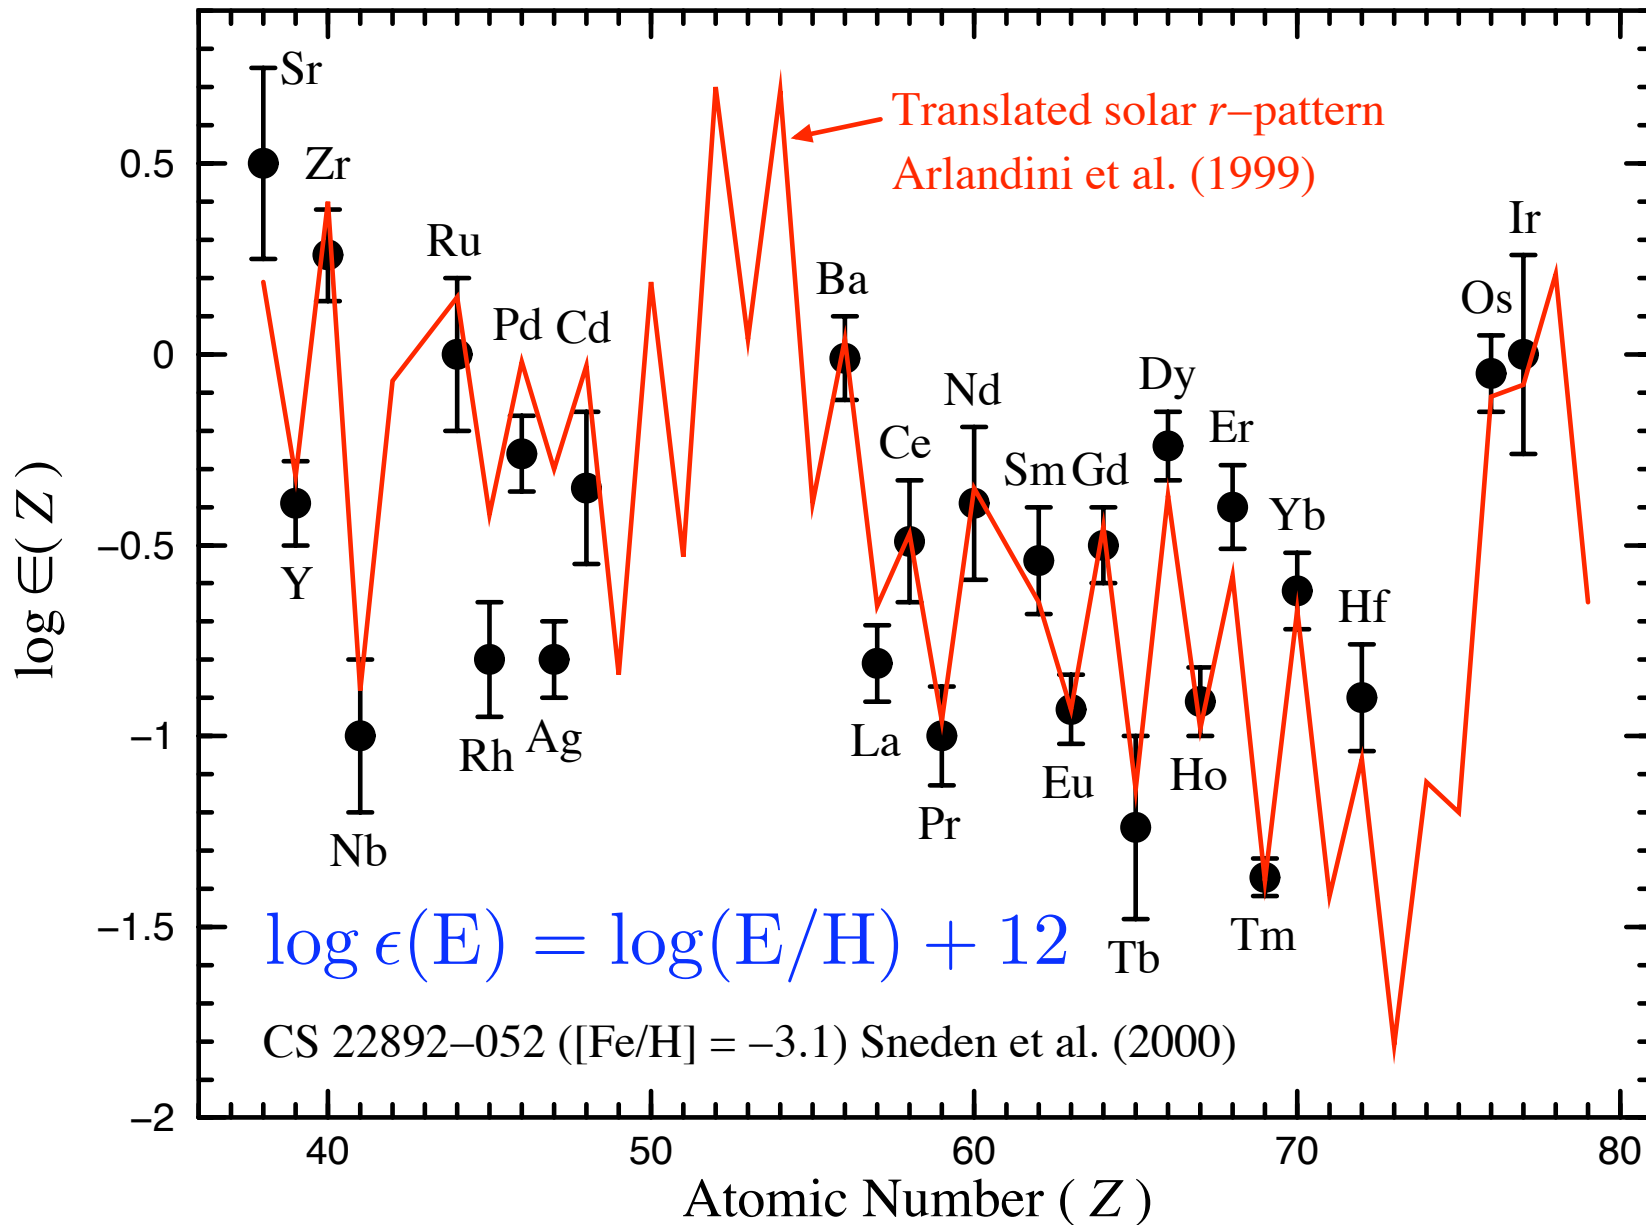 Sr
Translated solar r–pattern
Arlandini et al. (1999)
0.5
Zr
Ir
Ru
Ba
Os
Pd
Cd
0
Dy
Nd
Er
Ce
Sm
Gd
Yb
log ∈( Z )
−0.5
Y
Hf
−1
Rh
Ag
La
Eu
Ho
Nb
Pr
−1.5
log ϵ(E) = log(E/H) + 12
Tb
Tm
CS 22892–052 ([Fe/H] = –3.1) Sneden et al. (2000)
−2
40 50 60 70 80
Atomic Number ( Z )